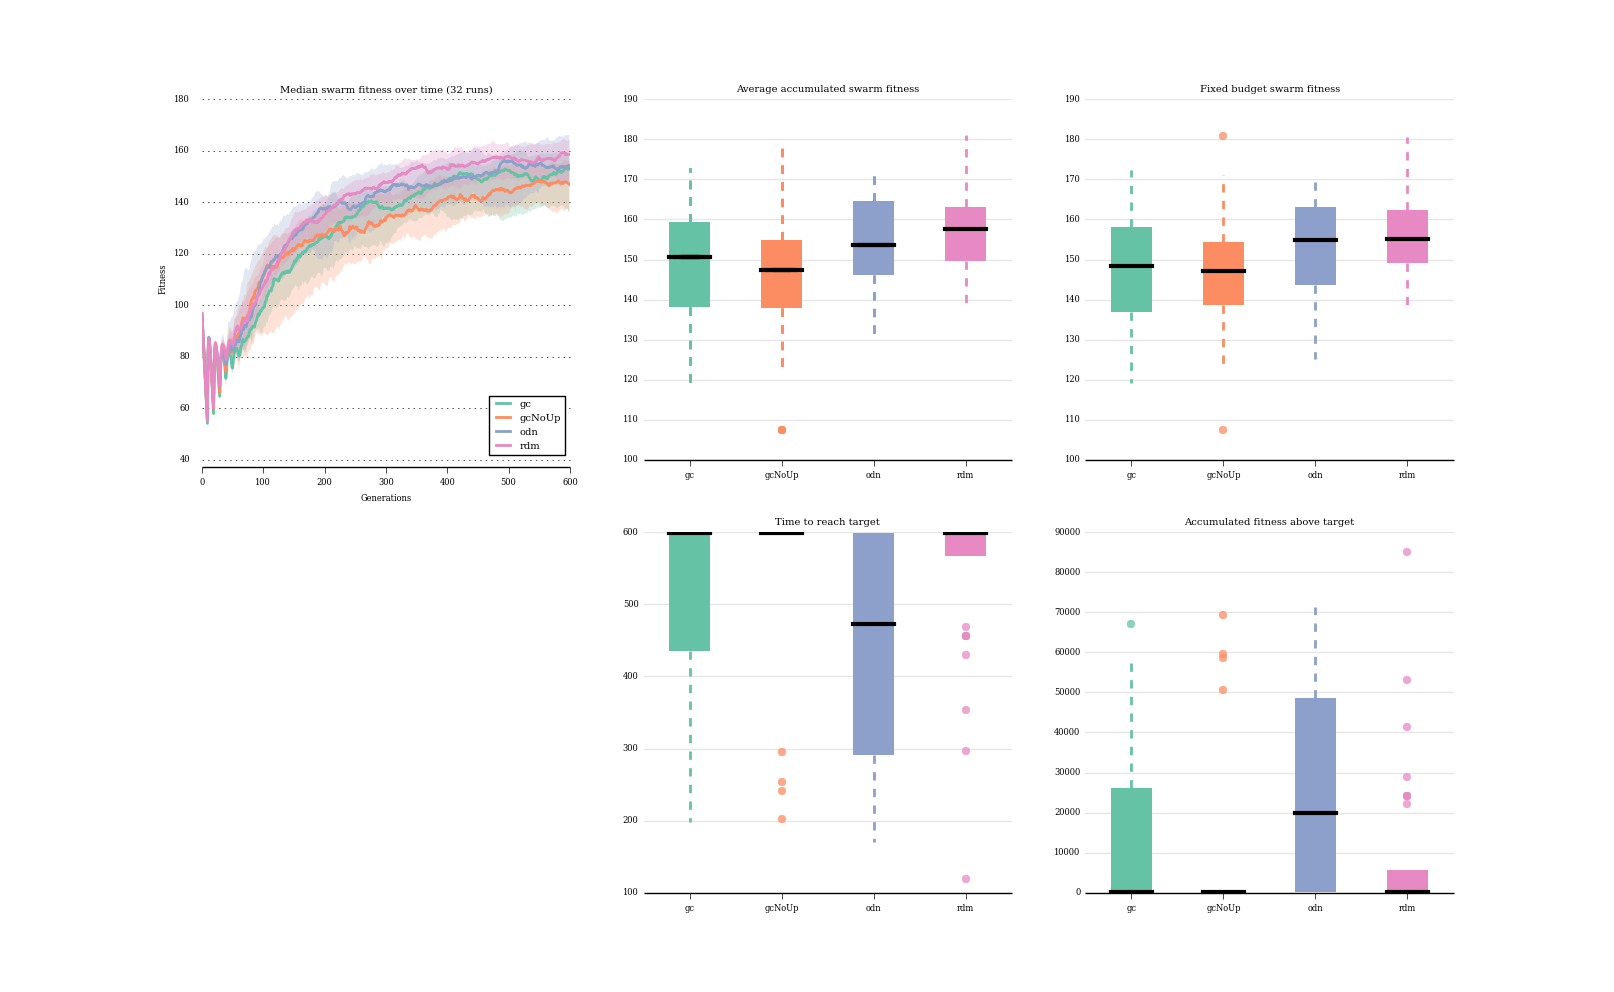 Median swarm fitness over time (32 runs)
180
160
140
120
100
80
60
40
Fitness
0 100 200 300 400 500 600
Generations
gc
gcNoUp
odn
rdm
Average accumulated swarm fitness
190
180
170
160
150
140
130
120
110
100
gc gcNoUp odn rdm
Fixed budget swarm fitness
190
180
170
160
150
140
130
120
110
100
gc gcNoUp odn rdm
Time to reach target
600
500
400
300
200
100
gc gcNoUp odn rdm
Accumulated fitness above target
90000
80000
70000
60000
50000
40000
30000
20000
10000
0
gc gcNoUp odn rdm